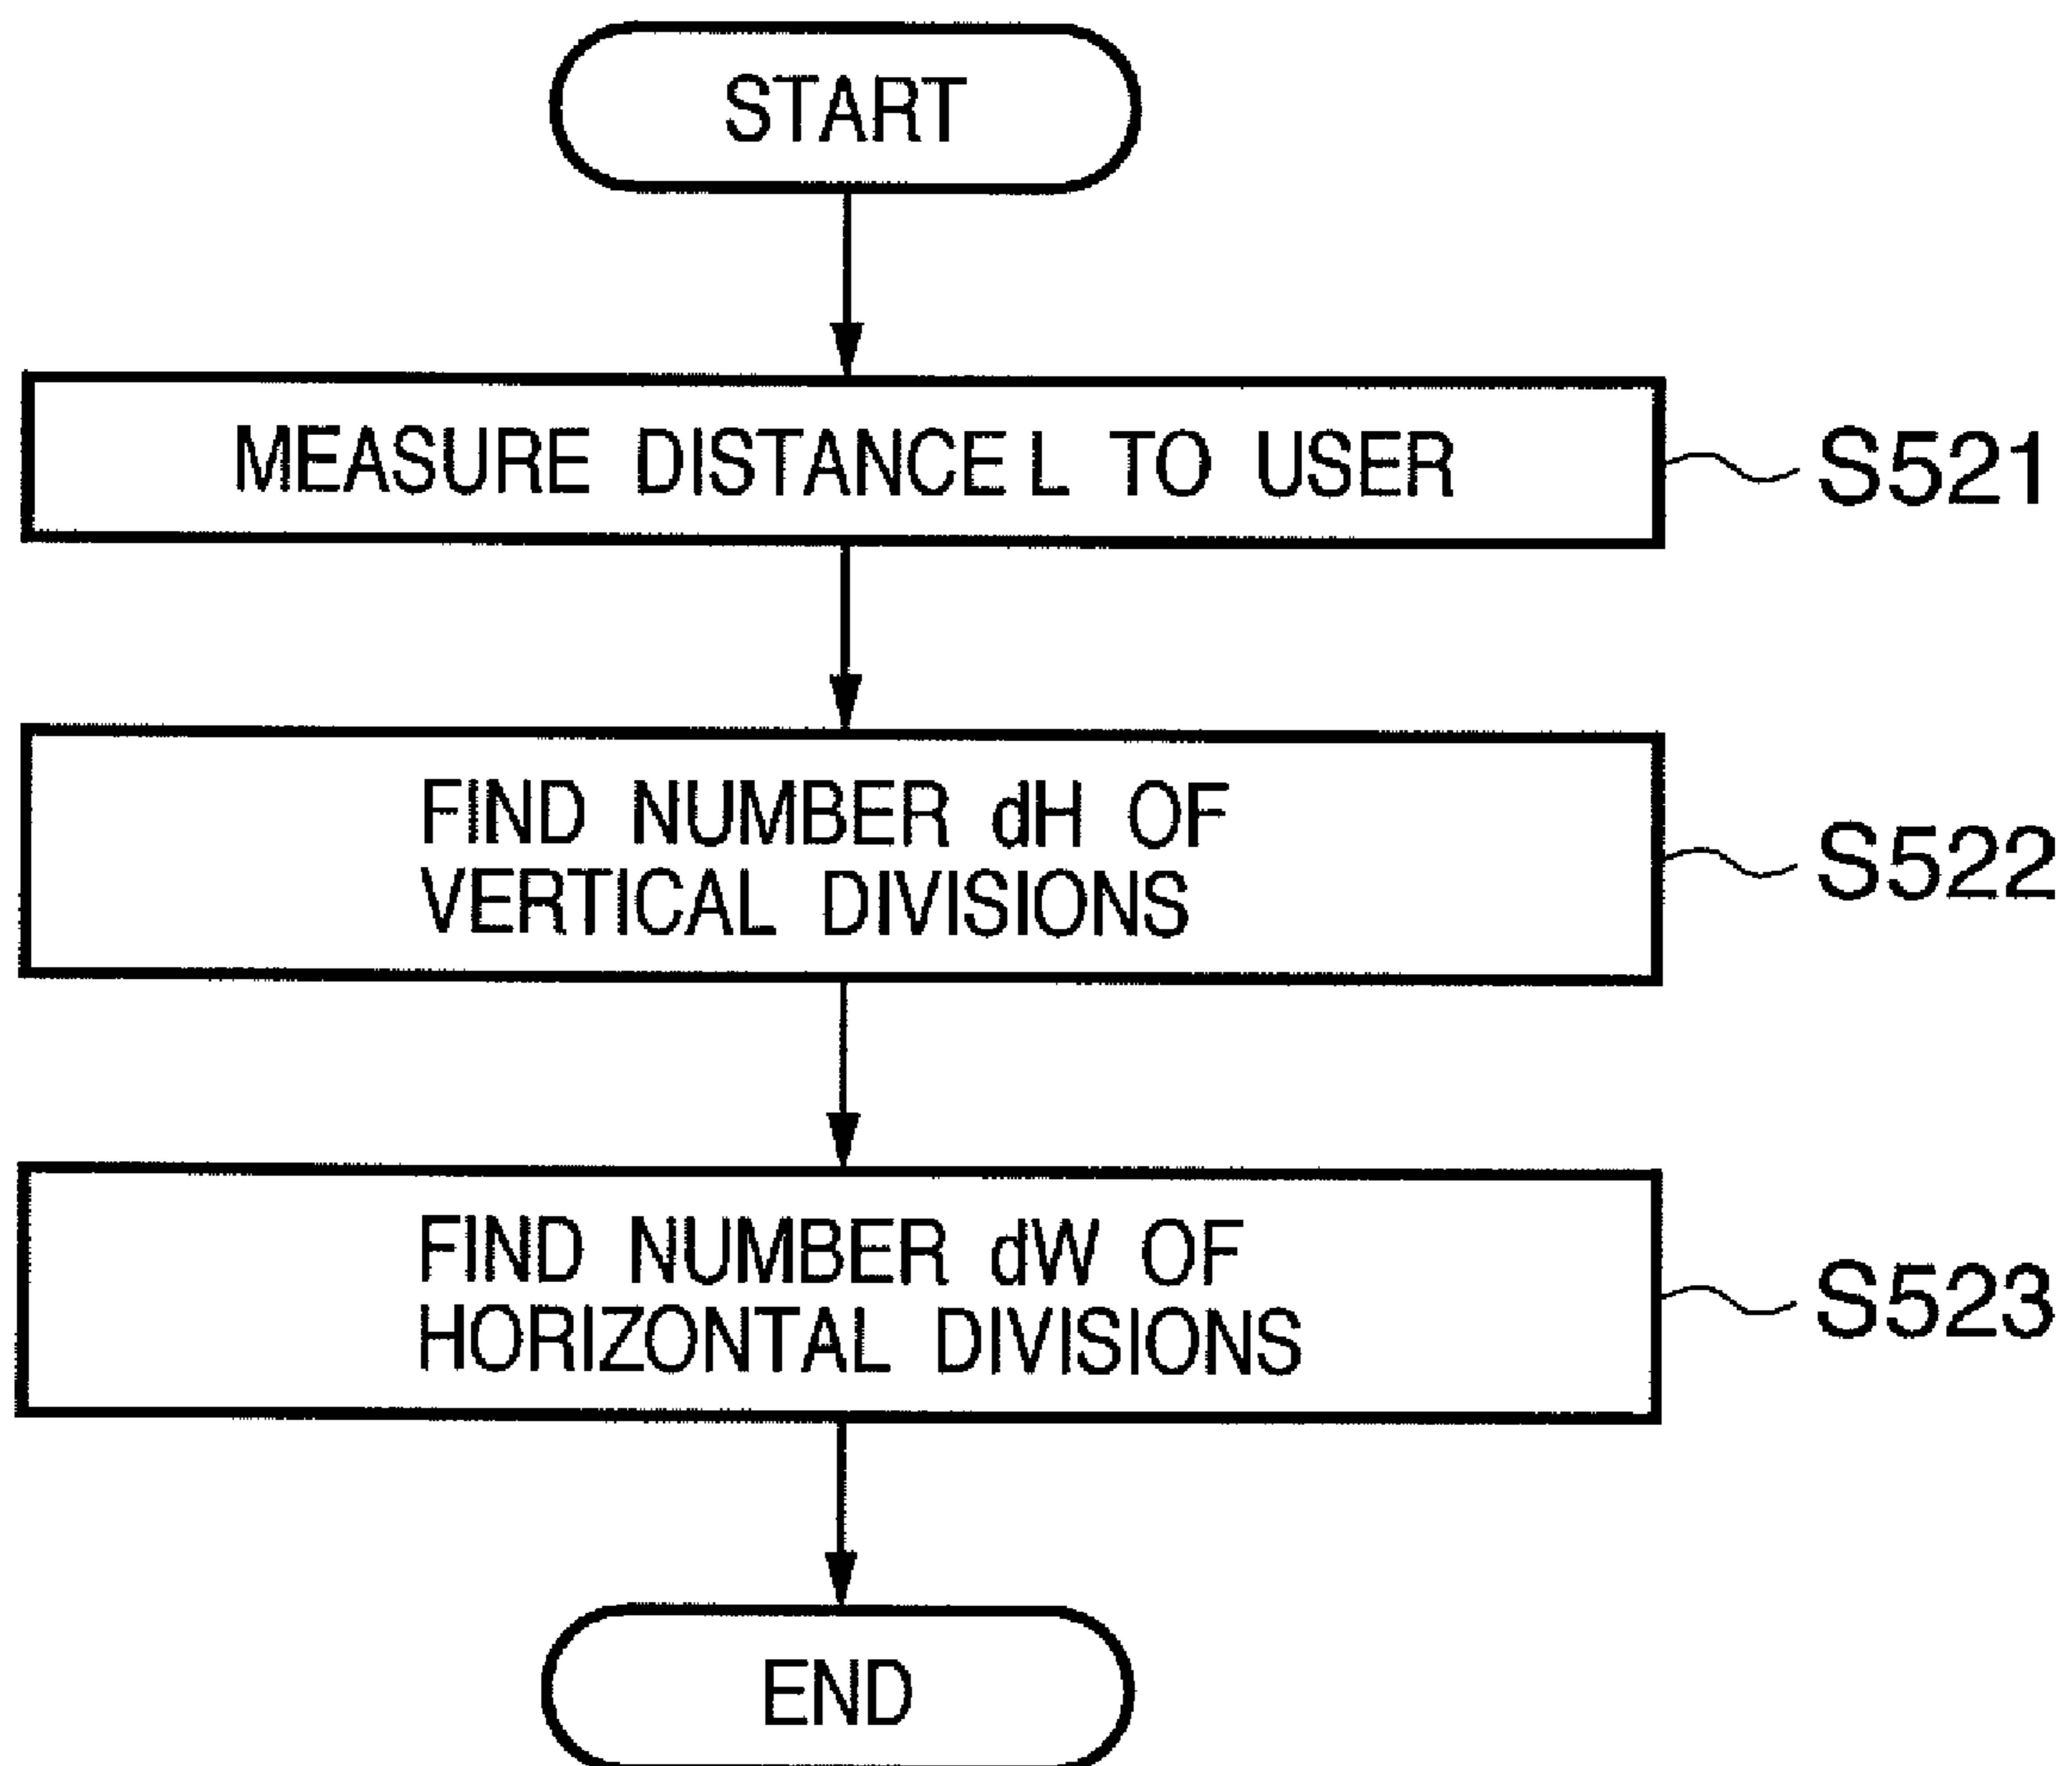 START
MEASURE DISTANCE L TO USER
S521
FIND NUMBER dH OF
VERTICAL DIVISIONS
S522
FIND NUMBER dW OF
HORIZONTAL DIVISIONS
S523
END